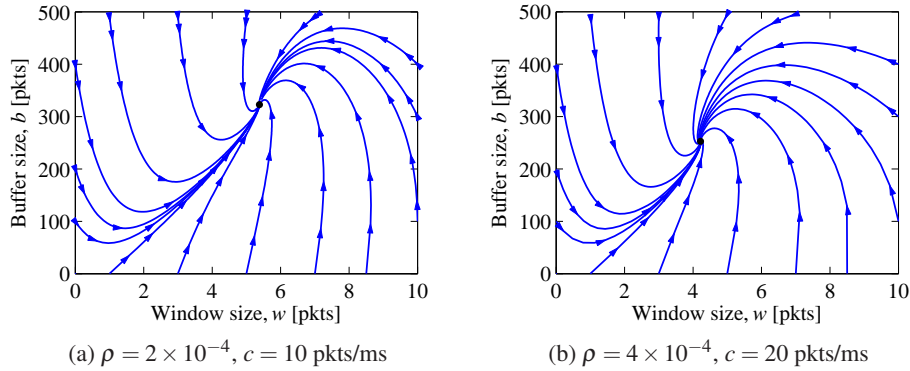 500
400
300
200
100
0
Buffer size, b [pkts]
0 2 4 6 8 10
Window size, w [pkts]
(a) ρ = 2 × 10⁻⁴, c = 10 pkts/ms
500
400
300
200
100
0
Buffer size, b [pkts]
0 2 4 6 8 10
Window size, w [pkts]
(b) ρ = 4 × 10⁻⁴, c = 20 pkts/ms